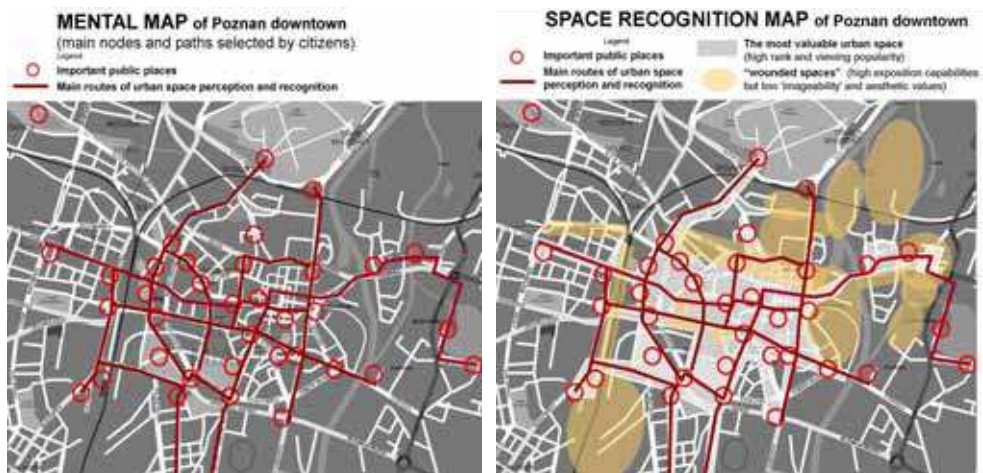 MENTAL MAP of Poznan downtown
(main nodes and paths selected by citizens)
Legend
Important public places
Main routes of urban space perception and recognition
SPACE RECOGNITION MAP of Poznan downtown
Legend
Important public places
Main routes of urban space
perception and recognition
The most valuable urban space
(high rank and viewing popularity)
"wounded spaces" (high exposition capabilities
but low 'imageability' and aesthetic values)